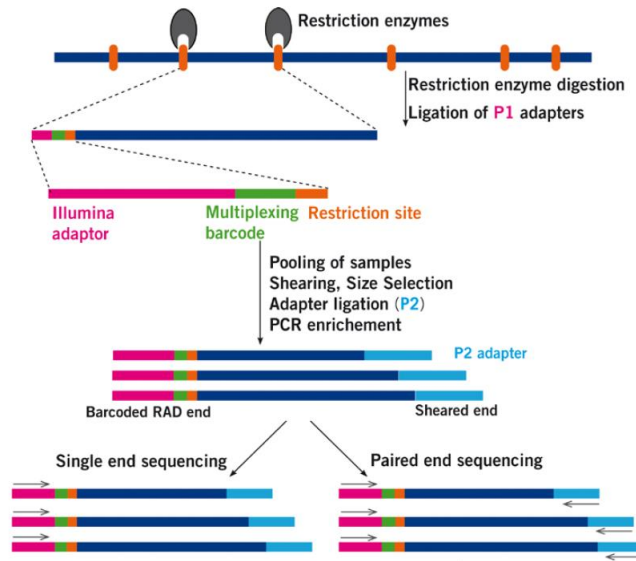 Restriction enzymes
Restriction enzyme digestion
Ligation of P1 adapters
Illumina
adaptor
Multiplexing
barcode
Restriction site
Pooling of samples
Shearing, Size Selection
Adapter ligation (P2)
PCR enrichement
P2 adapter
Barcoded RAD end
Sheared end
Single end sequencing
Paired end sequencing